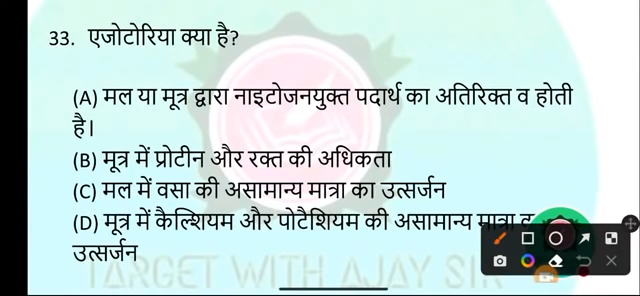 33. एजोटोरिया क्या है?
(A) मल या मूत्र द्वारा नाइटोजनयुक्त पदार्थ का अतिरिक्त व होती
है।
(B) मूत्र में प्रोटीन और रक्त की अधिकता
(C) मल में वसा की असामान्य मात्रा का उत्सर्जन
(D) मूत्र में कैल्शियम और पोटैशियम की असामान्य मात्रा
उत्सर्जन
TARGET WITH AJAY SIR